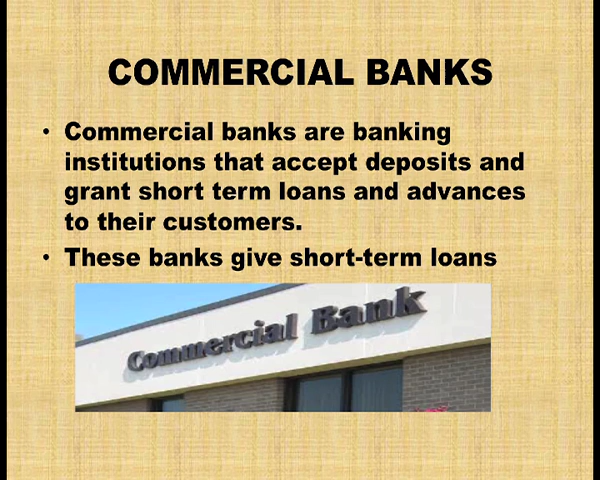 COMMERCIAL BANKS
• Commercial banks are banking
institutions that accept deposits and
grant short term loans and advances
to their customers.
• These banks give short-term loans
Commercial Bank